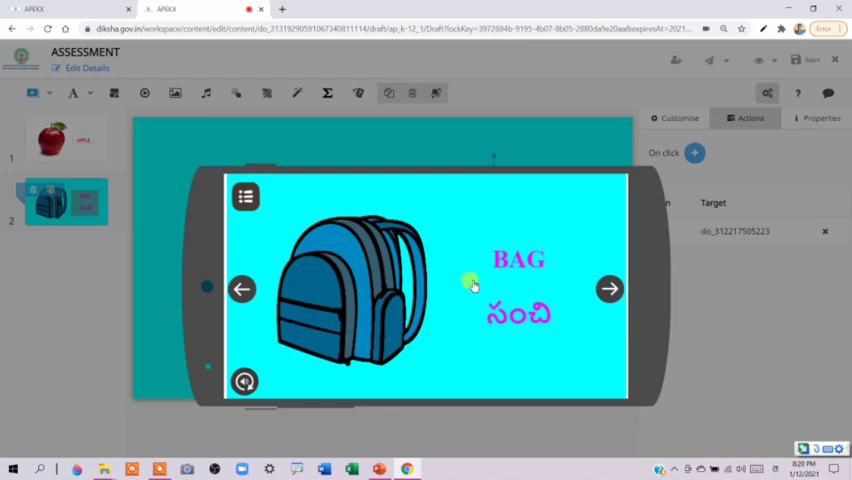 APEKX
APEKX
diksha.gov.in/workspace/content/edit/content/do_31319290591067340811114/draft/ap_k-12_1/Draft?lockKey=3972694b-9195-4b07-8b05-2880da9e20aa&expiresAt=2021...
Error
ASSESSMENT
Edit Details
Save
A
Σ
?
Customise
Actions
Properties
On click
n
Target
do_312217505223
1
APPLE
2
BAG
సంచి
8:28 PM
1/12/2021